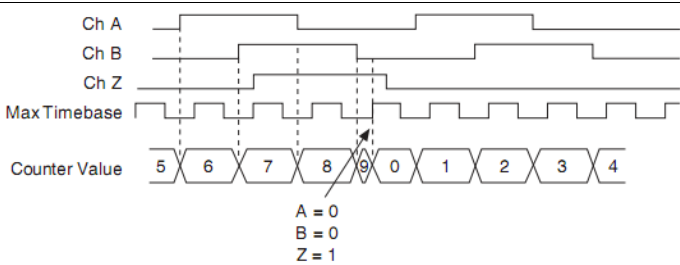 Ch A
Ch B
Ch Z
Max Timebase
Counter Value 5 6 7 8 9 0 1 2 3 4
A = 0
B = 0
Z = 1